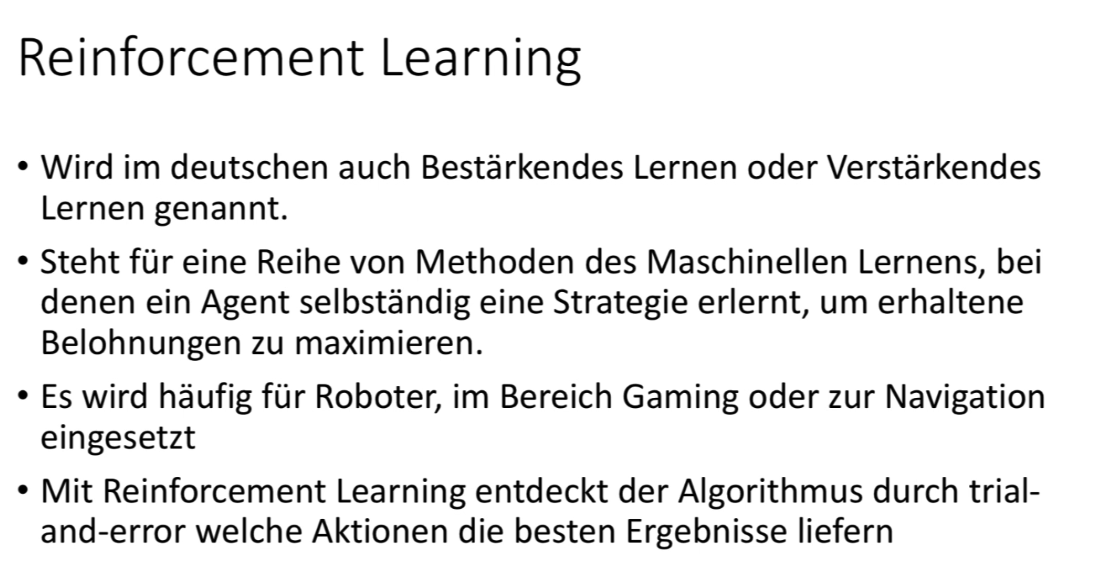 Reinforcement Learning
• Wird im deutschen auch Bestärkendes Lernen oder Verstärkendes
Lernen genannt.
• Steht für eine Reihe von Methoden des Maschinellen Lernens, bei
denen ein Agent selbständig eine Strategie erlernt, um erhaltene
Belohnungen zu maximieren.
• Es wird häufig für Roboter, im Bereich Gaming oder zur Navigation
eingesetzt
• Mit Reinforcement Learning entdeckt der Algorithmus durch trial-
and-error welche Aktionen die besten Ergebnisse liefern